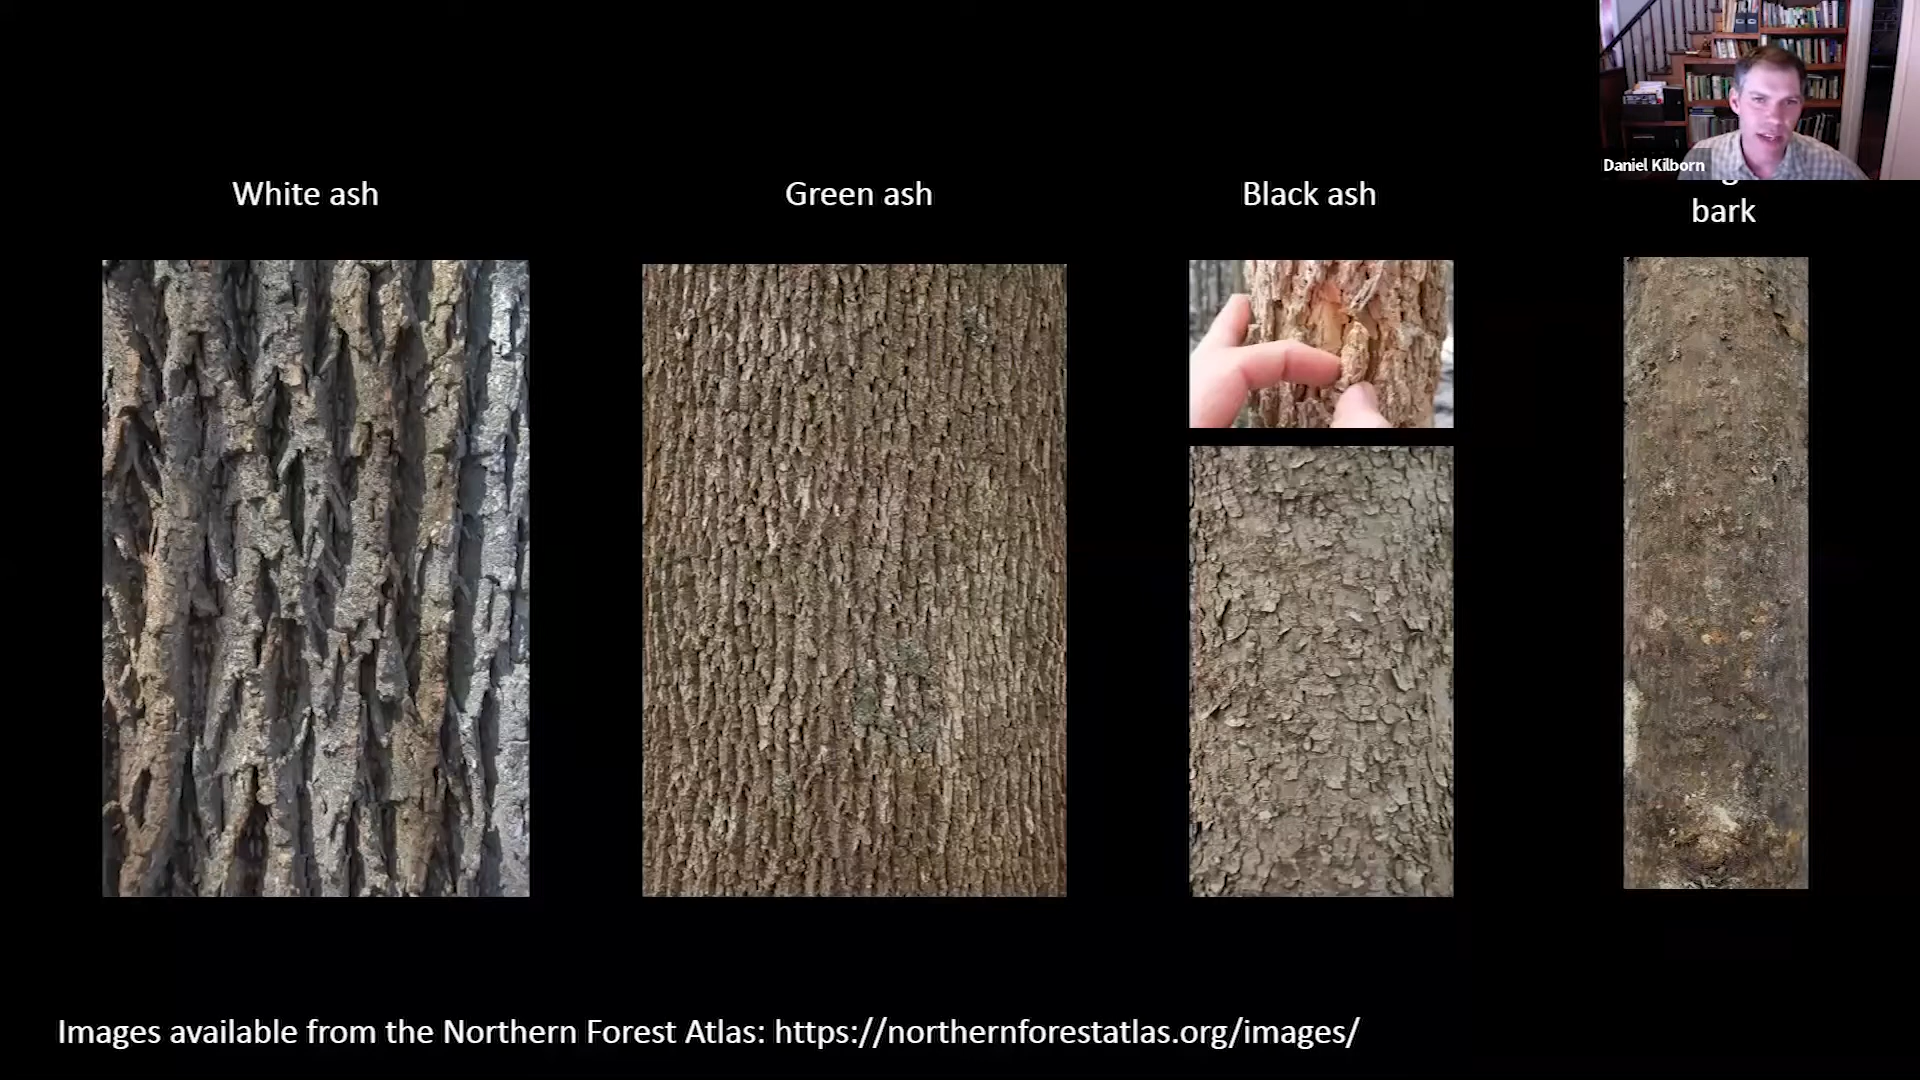 Daniel Kilborn
White ash
Green ash
Black ash
bark
Images available from the Northern Forest Atlas: https://northernforestatlas.org/images/